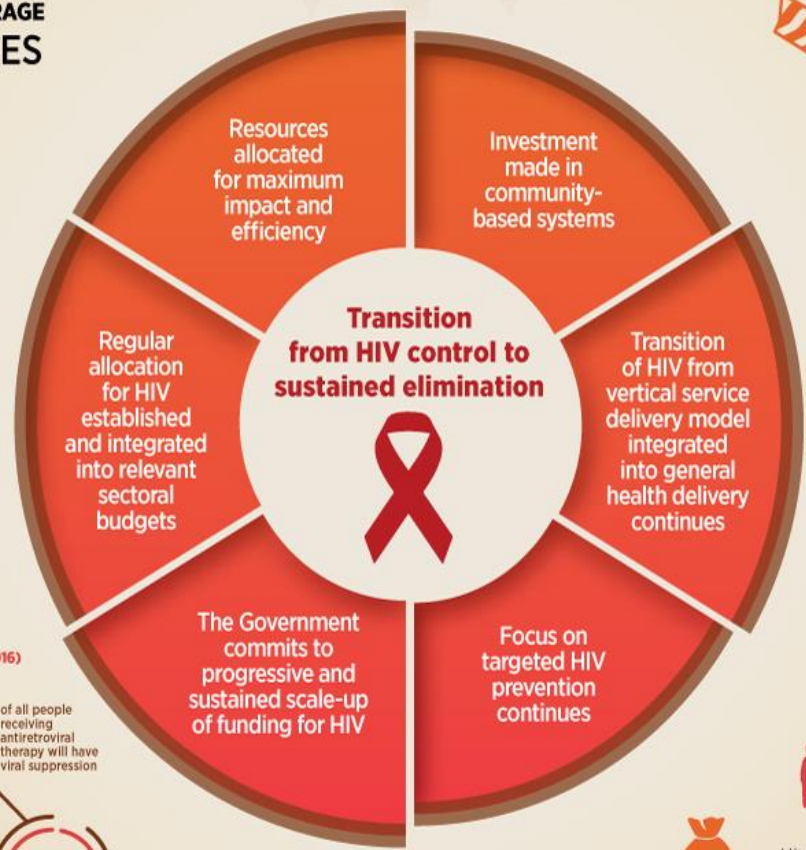 RAGE
ES
Resources
allocated
for maximum
impact and
efficiency
Investment
made in
community-
based systems
Regular
allocation
for HIV
established
and integrated
into relevant
sectoral
budgets
Transition
from HIV control to
sustained elimination
Transition
of HIV from
vertical service
delivery model
integrated
into general
health delivery
continues
The Government
commits to
progressive and
sustained scale-up
of funding for HIV
Focus on
targeted HIV
prevention
continues
16)
of all people
receiving
antiretroviral
therapy will have
viral suppression